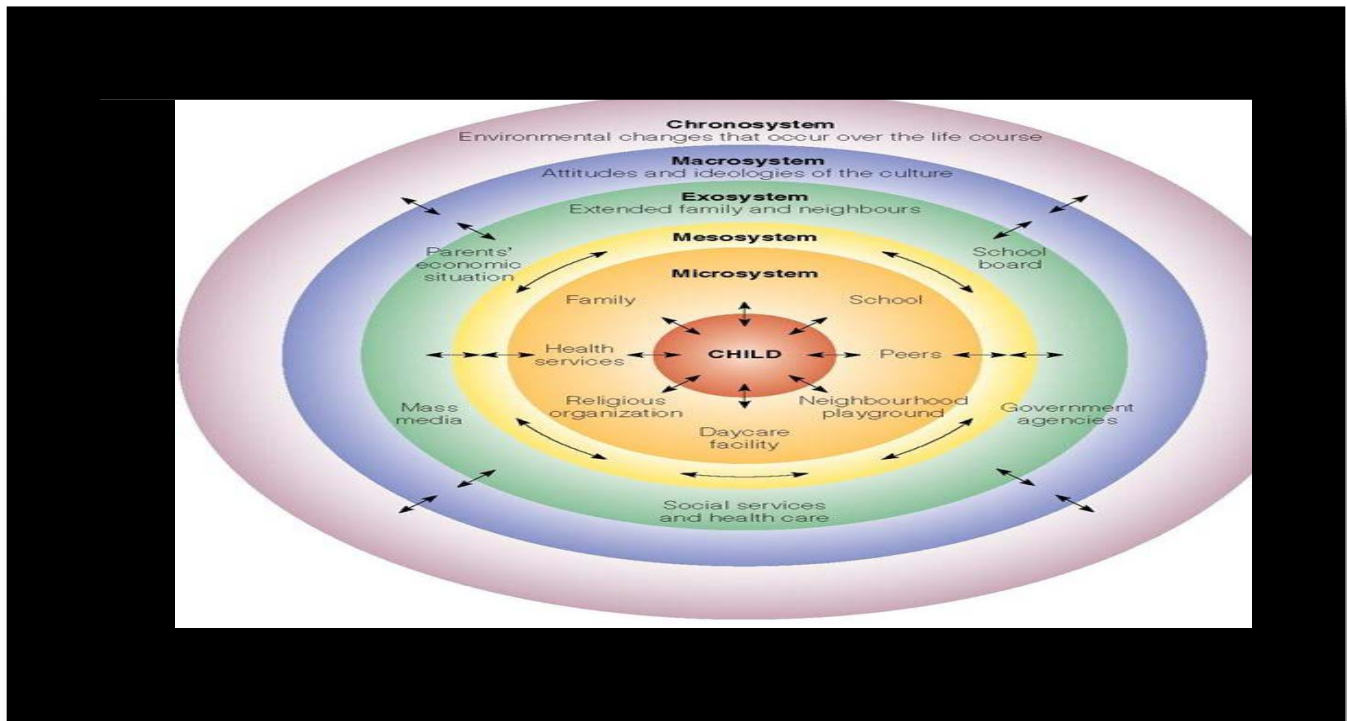 Chronosystem
Environmental changes that occur over the life course
Macrosystem
Attitudes and ideologies of the culture
Exosystem
Extended family and neighbours
Mesosystem
Microsystem
Parents'
economic
situation
School
board
Family
School
Health
services
CHILD
Peers
Religious
organization
Neighbourhood
playground
Daycare
facility
Mass
media
Government
agencies
Social services
and health care